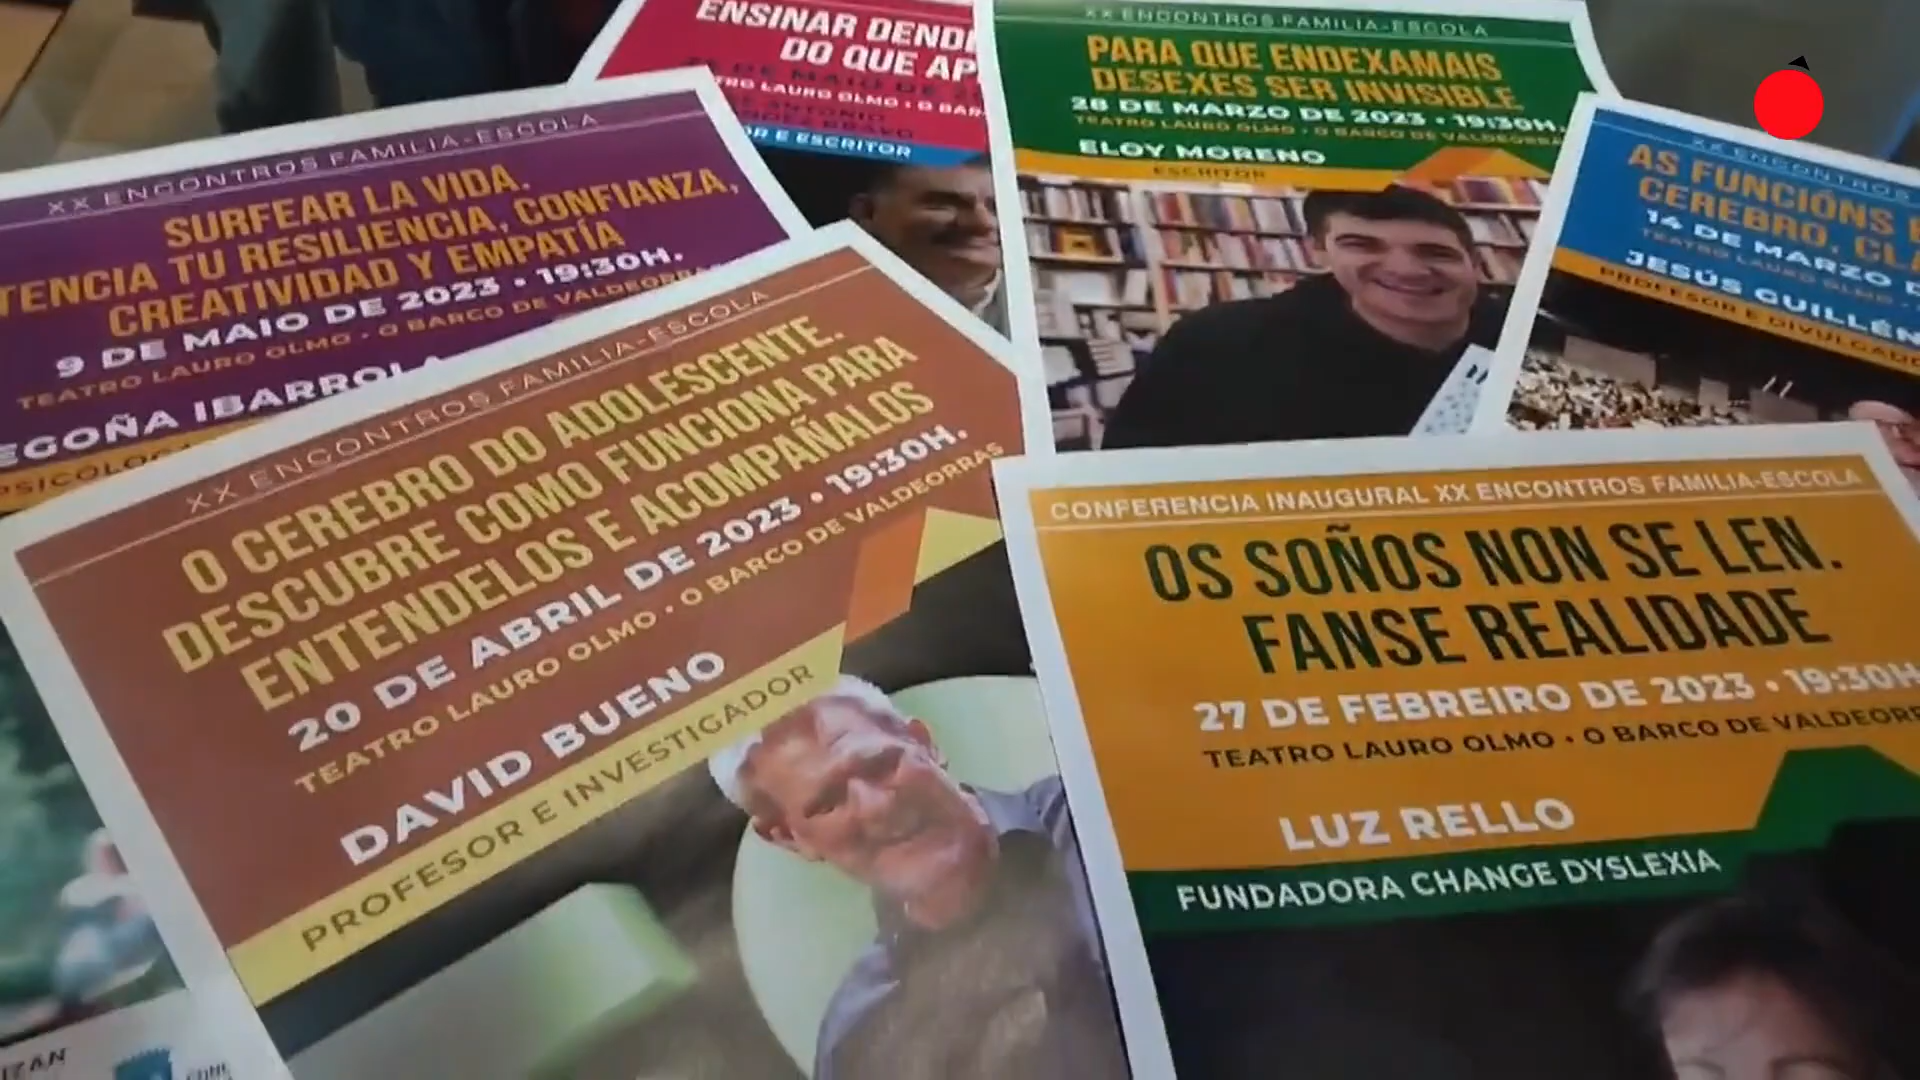 ENSINAR DENDE
DO QUE
TEATRO LAURO OLMO • O
E ESCRITOR
XX ENCONTROS FAMILIA-ESCOLA
PARA QUE ENDEXAMAIS
DESEXES SER INVISIBLE
28 DE MARZO DE 2023 • 19:30H.
TEATRO LAURO OLMO • O BARCO DE VALDEORRAS
ELOY MORENO
ESCRITOR
XX ENCONTROS
AS FUNCIÓNS
CEREBRO,
14 DE MARZO
TEATRO LAURO OLMO
JESÚS GUILLÉN
PROFESOR E DIVULGADO
XX ENCONTROS FAMILIA-ESCOLA
SURFEAR LA VIDA.
TENCIA TU RESILIENCIA, CONFIANZA,
CREATIVIDAD Y EMPATÍA
9 DE MAIO DE 2023 • 19:30H.
TEATRO LAURO OLMO • O BARCO DE VALDEORRAS
EGOÑA IBARROLA
PSICOLOGA
XX ENCONTROS FAMILIA-ESCOLA
O CEREBRO DO ADOLESCENTE.
DESCUBRE COMO FUNCIONA PARA
ENTENDELOS E ACOMPAÑALOS
20 DE ABRIL DE 2023 • 19:30H.
TEATRO LAURO OLMO • O BARCO DE VALDEORRAS
DAVID BUENO
PROFESOR E INVESTIGADOR
CONFERENCIA INAUGURAL XX ENCONTROS FAMILIA-ESCOLA
OS SOÑOS NON SE LEN.
FANSE REALIDADE
27 DE FEBREIRO DE 2023 • 19:30H
TEATRO LAURO OLMO • O BARCO DE VALDEORR
LUZ RELLO
FUNDADORA CHANGE DYSLEXIA